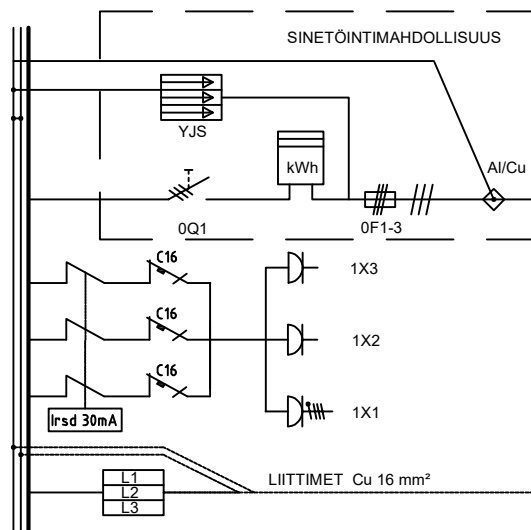 SINETÖINTIMAHDOLLISUUS
YJS
kWh
Al/Cu
0Q1
0F1-3
C16
1X3
C16
1X2
C16
1X1
Irsd 30mA
LIITTIMET Cu 16 mm²
L1
L2
L3